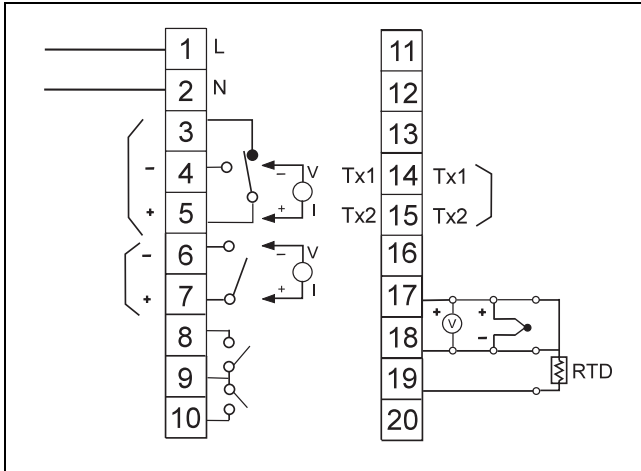 1 L
2 N
3
- 4 - V
+ 5 + I
- 6 - V
+ 7 + I
8
9
10
11
12
13
Tx1 14 Tx1
Tx2 15 Tx2
16
17
+ V +
18 -
19 RTD
20